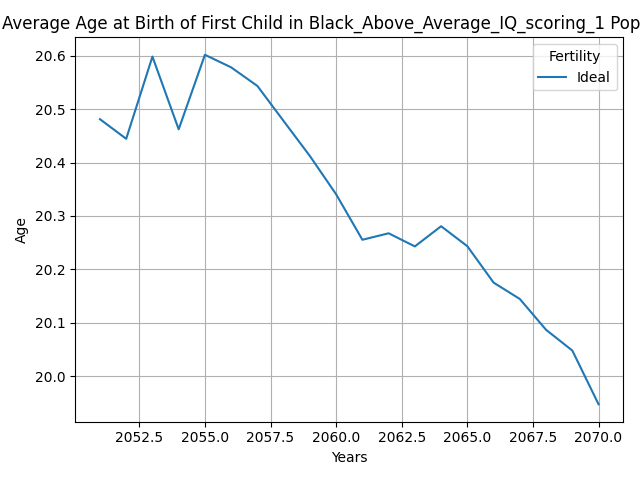 Average Age at Birth of First Child in Black_Above_Average_IQ_scoring_1 Pop
Fertility
Ideal
20.6
20.5
20.4
20.3
20.2
20.1
20.0
Age
2052.5 2055.0 2057.5 2060.0 2062.5 2065.0 2067.5 2070.0
Years